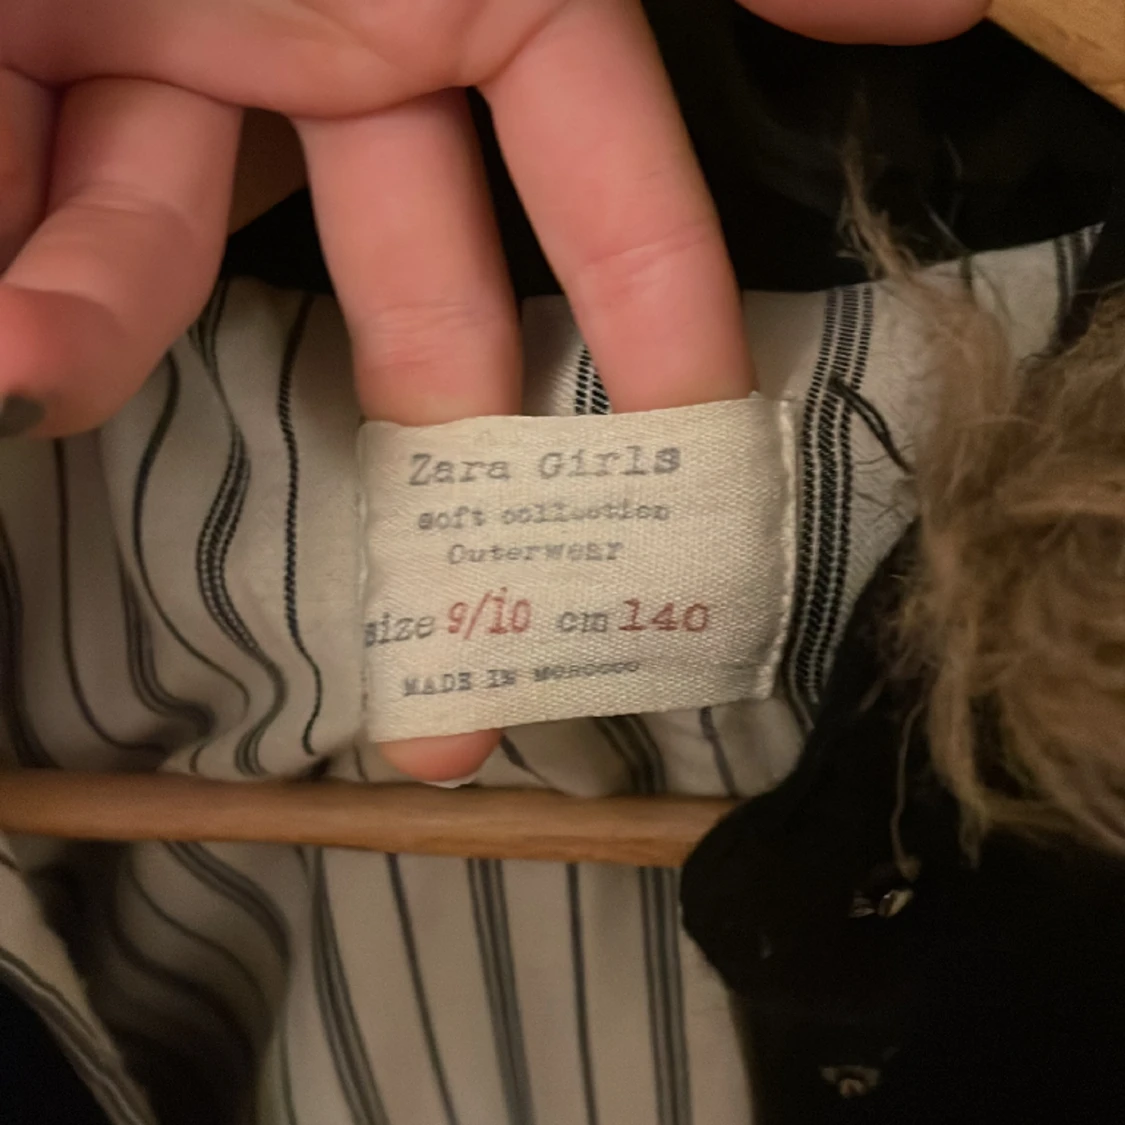 Zara Girls
soft collection
Outerwear
size 9/10 cm 140
MADE IN MOROCCO